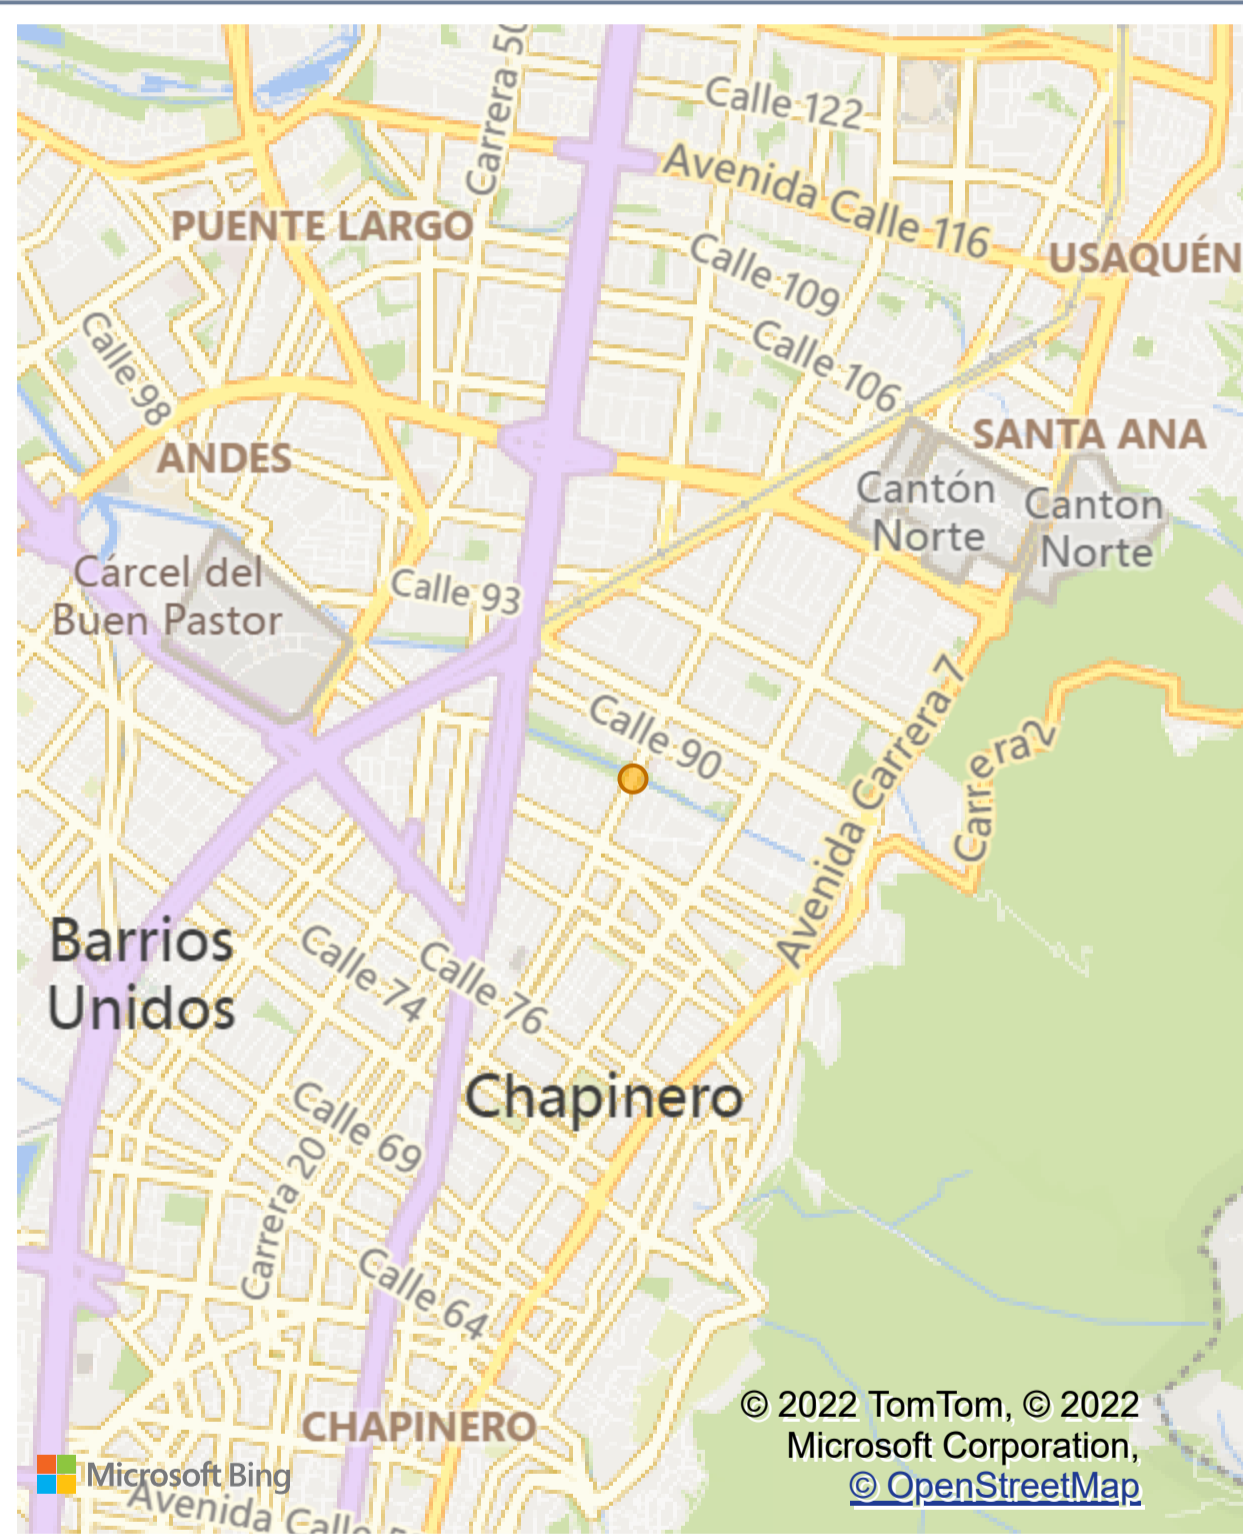 Carrera 50
Calle 122
Avenida Calle 116
PUENTE LARGO
USAQUÉN
Calle 109
Calle 98
Calle 106
ANDES
SANTA ANA
Cantón
Norte
Canton
Norte
Cárcel del
Buen Pastor
Calle 93
Calle 90
Avenida Carrera 7
Carrera2
Barrios
Unidos
Calle 74
Calle 76
Chapinero
Calle 69
Carrera 20
Calle 64
CHAPINERO
© 2022 TomTom, © 2022
Microsoft Corporation,
© OpenStreetMap
Microsoft Bing
Avenida Calle